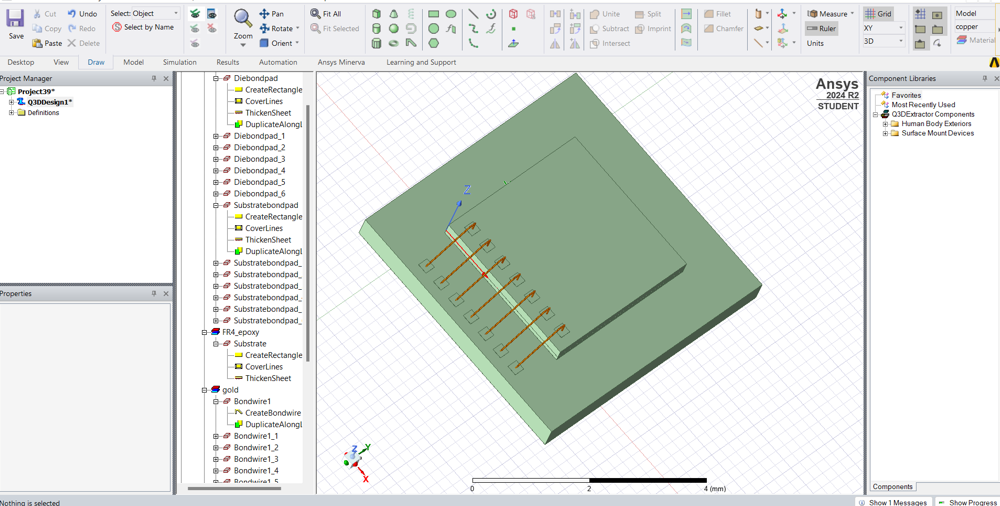 Save
Cut
Copy
Paste
Undo
Redo
Delete
Select: Object
Select by Name
Zoom
Pan
Rotate
Orient
Fit All
Fit Selected
Unite
Subtract
Intersect
Split
Imprint
Fillet
Chamfer
Measure
Ruler
Units
Grid
XY
3D
Model
copper
Material
Desktop View Draw Model Simulation Results Automation Ansys Minerva Learning and Support
Project Manager
Project39*
Q3DDesign1*
Definitions
Properties
Diebondpad
CreateRectangle
CoverLines
ThickenSheet
DuplicateAlongL
Diebondpad_1
Diebondpad_2
Diebondpad_3
Diebondpad_4
Diebondpad_5
Diebondpad_6
Substratebondpad
CreateRectangle
CoverLines
ThickenSheet
DuplicateAlongL
Substratebondpad_
Substratebondpad_
Substratebondpad_
Substratebondpad_
Substratebondpad_
Substratebondpad_
FR4_epoxy
Substrate
CreateRectangle
CoverLines
ThickenSheet
gold
Bondwire1
CreateBondwire
DuplicateAlongL
Bondwire1_1
Bondwire1_2
Bondwire1_3
Bondwire1_4
Bondwire1_5
Ansys
2024 R2
STUDENT
Z
Z
Y
X
0 2 4 (mm)
Component Libraries
Favorites
Most Recently Used
Q3DExtractor Components
Human Body Exteriors
Surface Mount Devices
Components
Nothing is selected
Show 1 Messages
Show Progress